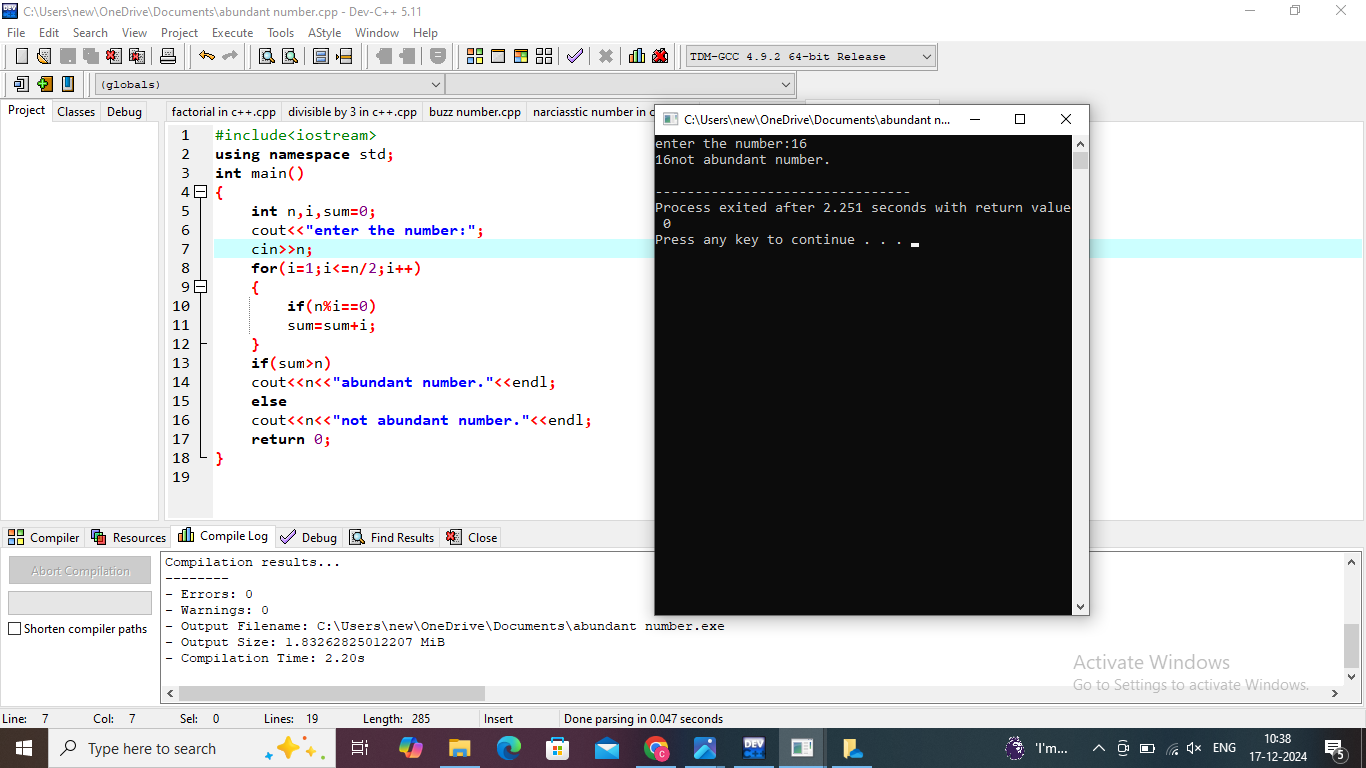 C:\Users\new\OneDrive\Documents\abundant number.cpp - Dev-C++ 5.11
File Edit Search View Project Execute Tools AStyle Window Help
TDM-GCC 4.9.2 64-bit Release
(globals)
Project Classes Debug
factorial in c++.cpp divisible by 3 in c++.cpp buzz number.cpp narciasstic number in c
1 #include<iostream>
2 using namespace std;
3 int main()
4 {
5 int n,i,sum=0;
6 cout<<"enter the number:";
7 cin>>n;
8 for(i=1;i<=n/2;i++)
9 {
10 if(n%i==0)
11 sum=sum+i;
12 }
13 if(sum>n)
14 cout<<n<<"abundant number."<<endl;
15 else
16 cout<<n<<"not abundant number."<<endl;
17 return 0;
18 }
19
C:\Users\new\OneDrive\Documents\abundant n...
enter the number:16
16not abundant number.
--------------------------------
Process exited after 2.251 seconds with return value
0
Press any key to continue . . .
Compiler Resources Compile Log Debug Find Results Close
Abort Compilation
Shorten compiler paths
Compilation results...
--------
- Errors: 0
- Warnings: 0
- Output Filename: C:\Users\new\OneDrive\Documents\abundant number.exe
- Output Size: 1.83262825012207 MiB
- Compilation Time: 2.20s
Activate Windows
Go to Settings to activate Windows.
Line: 7 Col: 7 Sel: 0 Lines: 19 Length: 285 Insert Done parsing in 0.047 seconds
Type here to search
DEV
'I'm...
ENG
10:38
17-12-2024
5